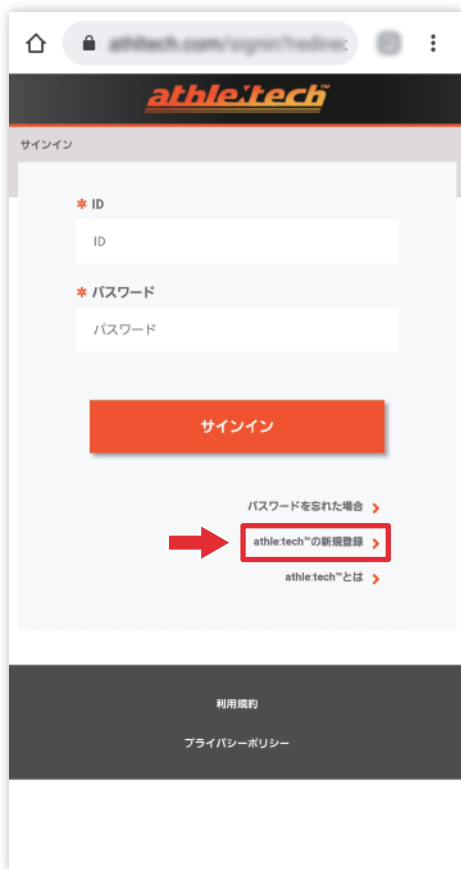 athle:tech™
サインイン
✱ ID
ID
✱ パスワード
パスワード
サインイン
パスワードを忘れた場合
athle:tech™の新規登録
athle:tech™とは
利用規約
プライバシーポリシー